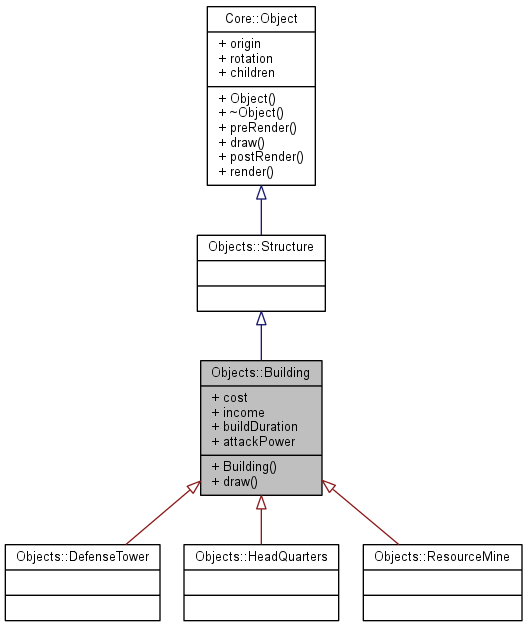 Core::Object
+ origin
+ rotation
+ children
+ Object()
+ ~Object()
+ preRender()
+ draw()
+ postRender()
+ render()
Objects::Structure
Objects::Building
+ cost
+ income
+ buildDuration
+ attackPower
+ Building()
+ draw()
Objects::DefenseTower
Objects::HeadQuarters
Objects::ResourceMine